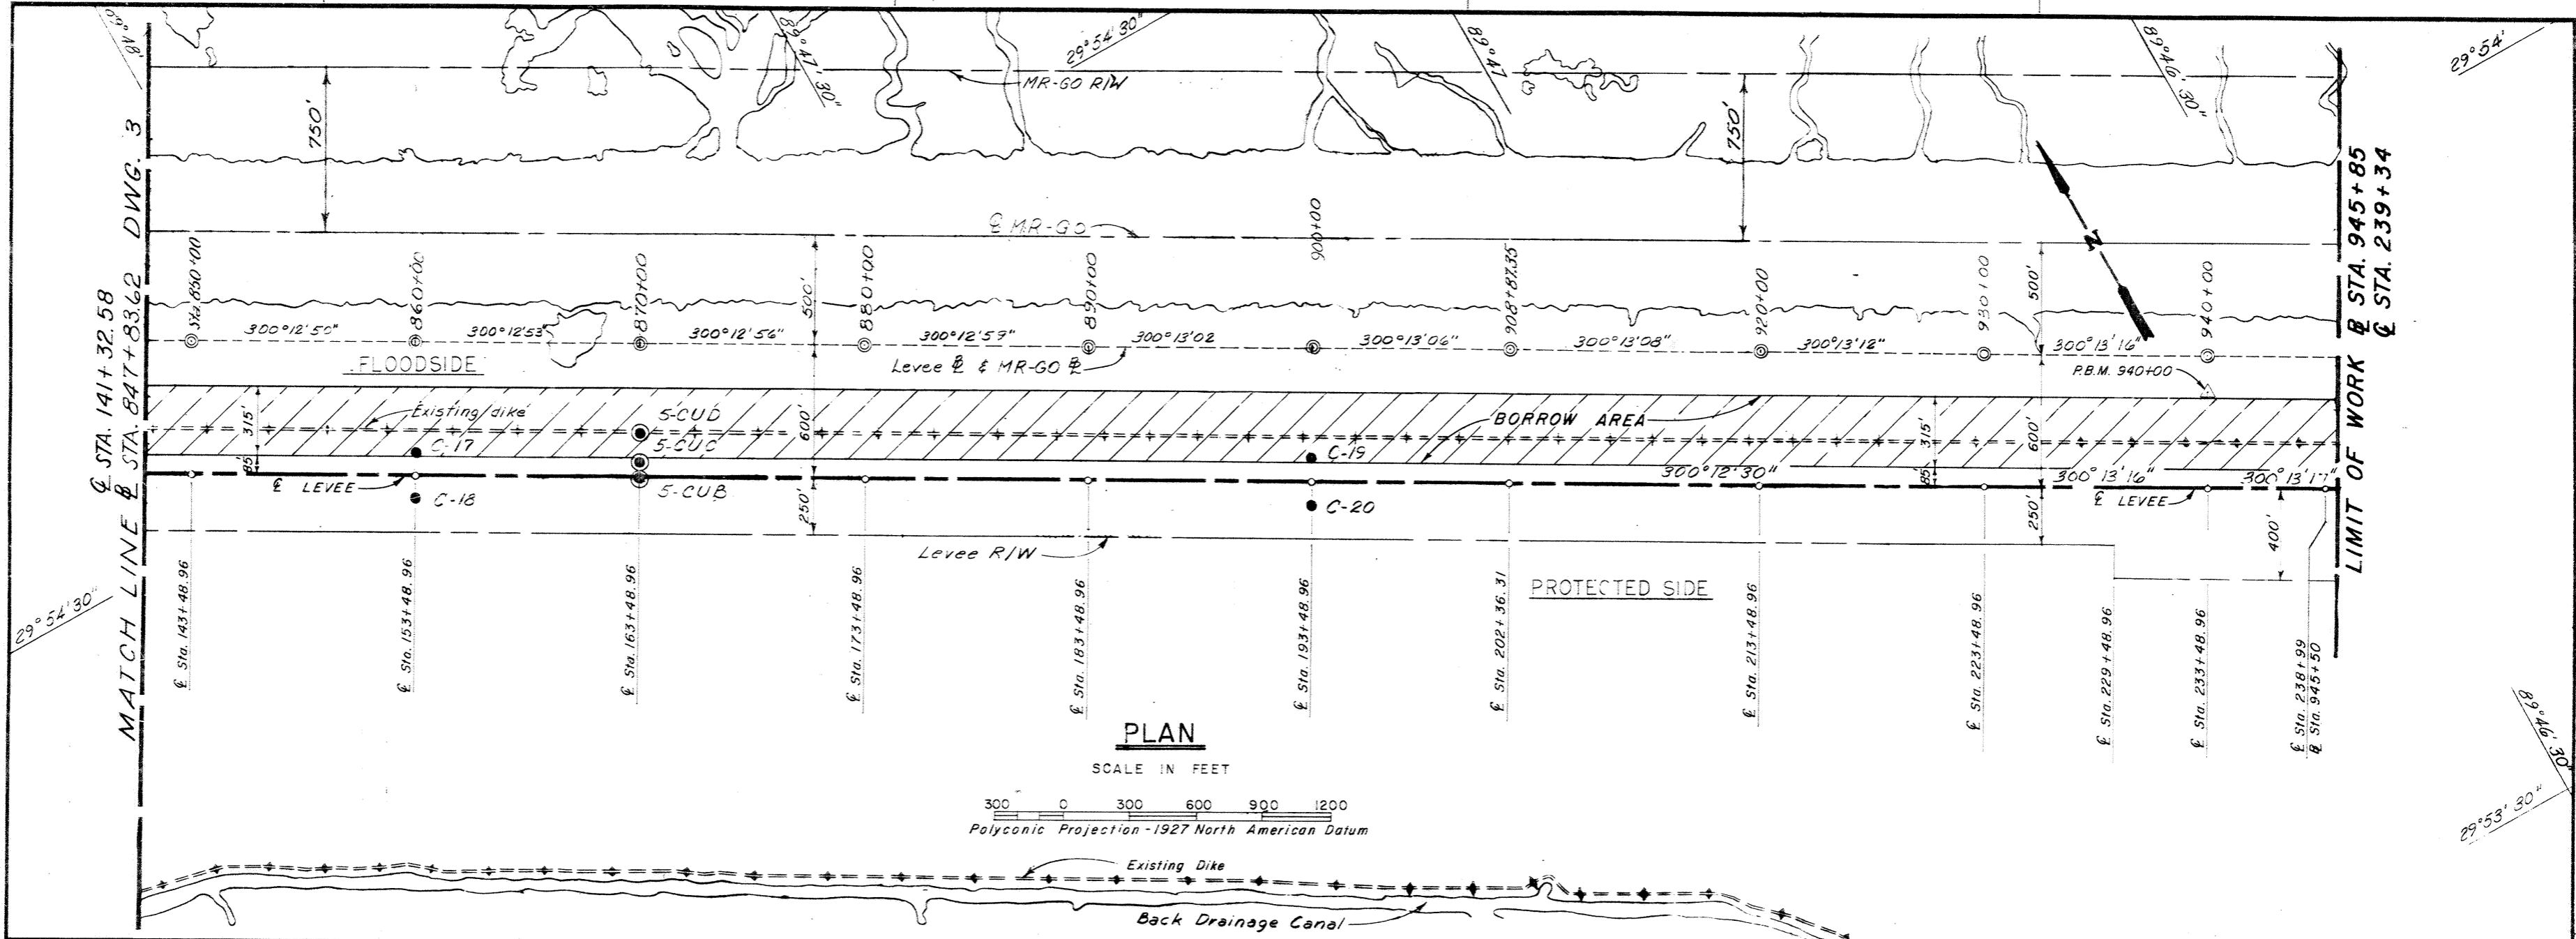 89°48'
89°47'30"
29°54'30"
89°47'
89°46'30"
29°54'
MR-GO R/W
750'
750'
℄ MR-GO
℄ STA. 141+32.58
MATCH LINE ⅊ STA. 847+83.62 DWG. 3
Sta. 850+00
860+00
870+00
880+00
890+00
900+00
908+87.35
920+00
930+00
940+00
500'
500'
N
300°12'50"
300°12'53"
300°12'56"
300°12'59"
300°13'02
300°13'06"
300°13'08"
300°13'12"
300°13'16"
FLOODSIDE
Levee ⅊ & MR-GO ⅊
P.B.M. 940+00
315'
Existing dike
5-CUD
600'
BORROW AREA
315'
600'
C-17
5-CUC
C-19
85'
300°12'30"
85'
300°13'16"
300°13'17"
℄ LEVEE
C-18
5-CUB
250'
C-20
250'
℄ LEVEE
400'
Levee R/W
PROTECTED SIDE
LIMIT OF WORK ⅊ STA. 945+85
℄ STA. 239+34
29°54'30"
℄ Sta. 143+48.96
℄ Sta. 153+48.96
℄ Sta. 163+48.96
℄ Sta. 173+48.96
℄ Sta. 183+48.96
℄ Sta. 193+48.96
℄ Sta. 202+36.31
℄ Sta. 213+48.96
℄ Sta. 223+48.96
℄ Sta. 229+48.96
℄ Sta. 233+48.96
℄ Sta. 238+99
⅊ Sta. 945+50
89°46'30"
29°53'30"
PLAN
SCALE IN FEET
300 0 300 600 900 1200
Polyconic Projection - 1927 North American Datum
Existing Dike
Back Drainage Canal